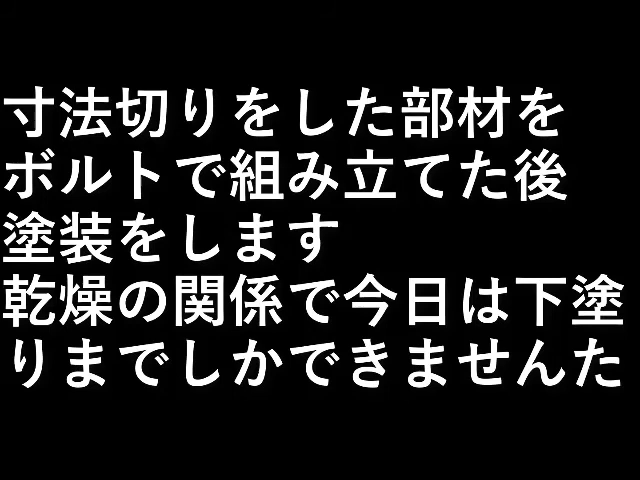 寸法切りをした部材を
ボルトで組み立てた後
塗装をします
乾燥の関係で今日は下塗
りまでしかできませんた